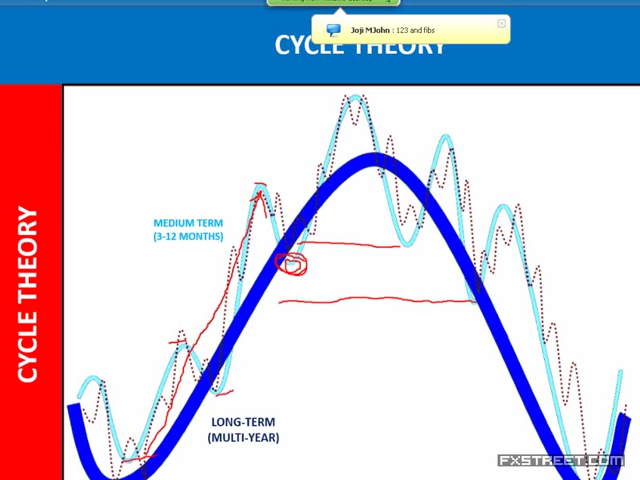 Joji MJohn : 123 and fibs
CYCLE THEORY
CYCLE THEORY
MEDIUM TERM
(3-12 MONTHS)
LONG-TERM
(MULTI-YEAR)
FXSTREET.COM